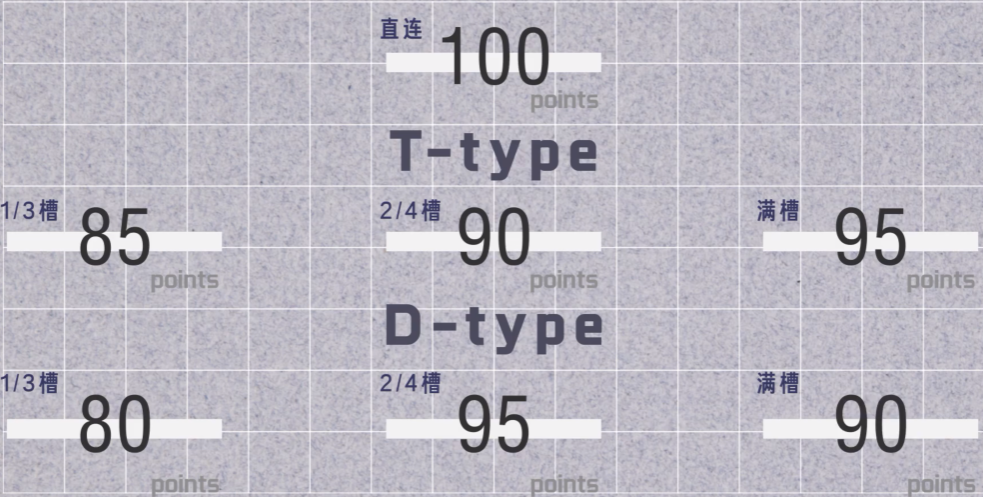 直连 100
points
T-type
1/3槽 85 2/4槽 90 满槽 95
points points points
D-type
1/3槽 80 2/4槽 95 满槽 90
points points points